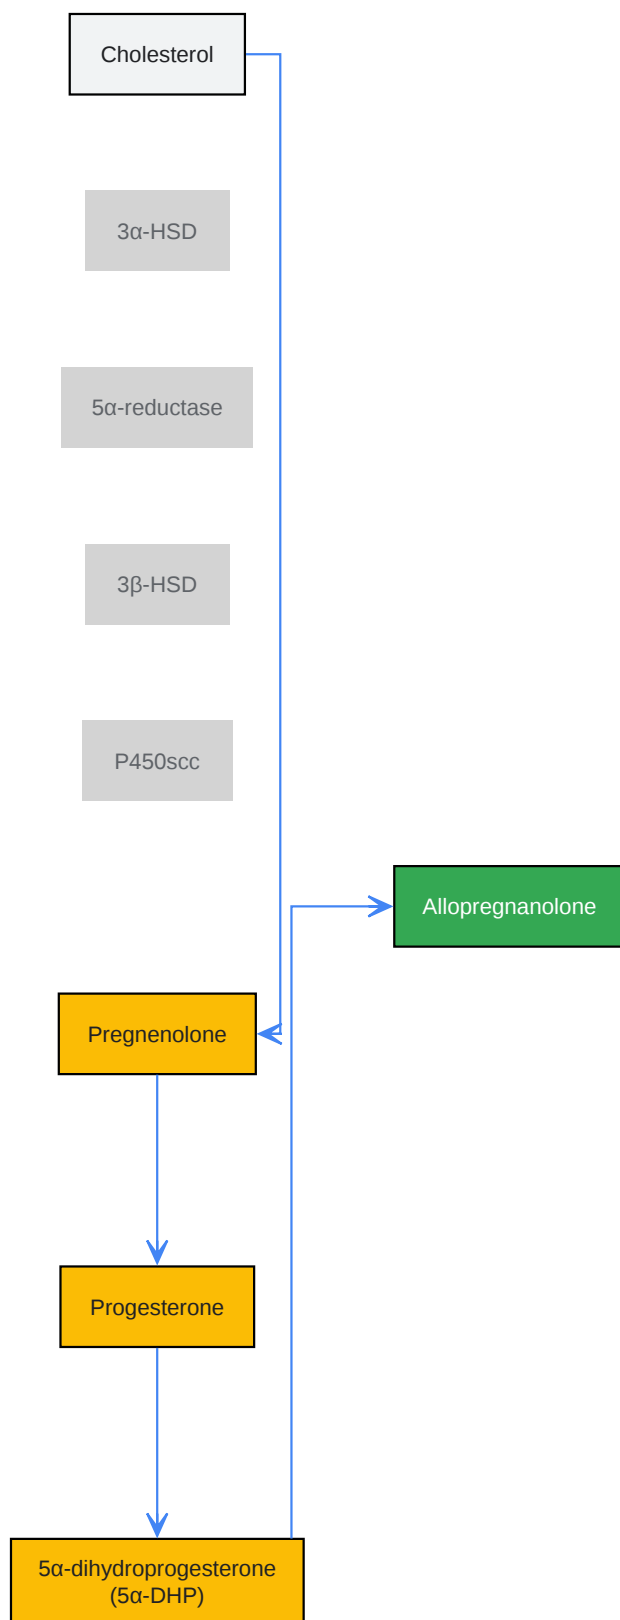 Cholesterol
3α-HSD
5α-reductase
3β-HSD
P450scc
Allopregnanolone
Pregnenolone
Progesterone
5α-dihydroprogesterone
(5α-DHP)